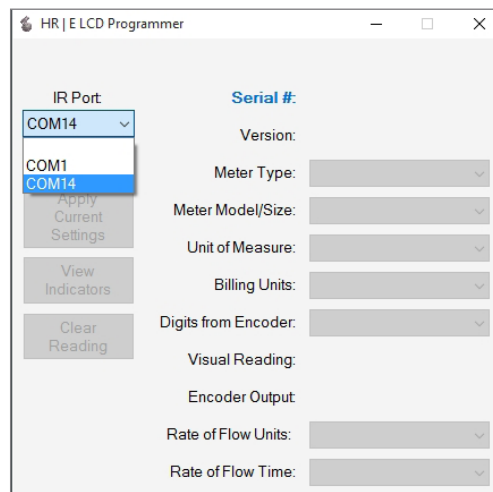 HR | E LCD Programmer
IR Port:
COM14
COM1
COM14
Apply
Current
Settings
View
Indicators
Clear
Reading
Serial #:
Version:
Meter Type:
Meter Model/Size:
Unit of Measure:
Billing Units:
Digits from Encoder:
Visual Reading:
Encoder Output:
Rate of Flow Units:
Rate of Flow Time: